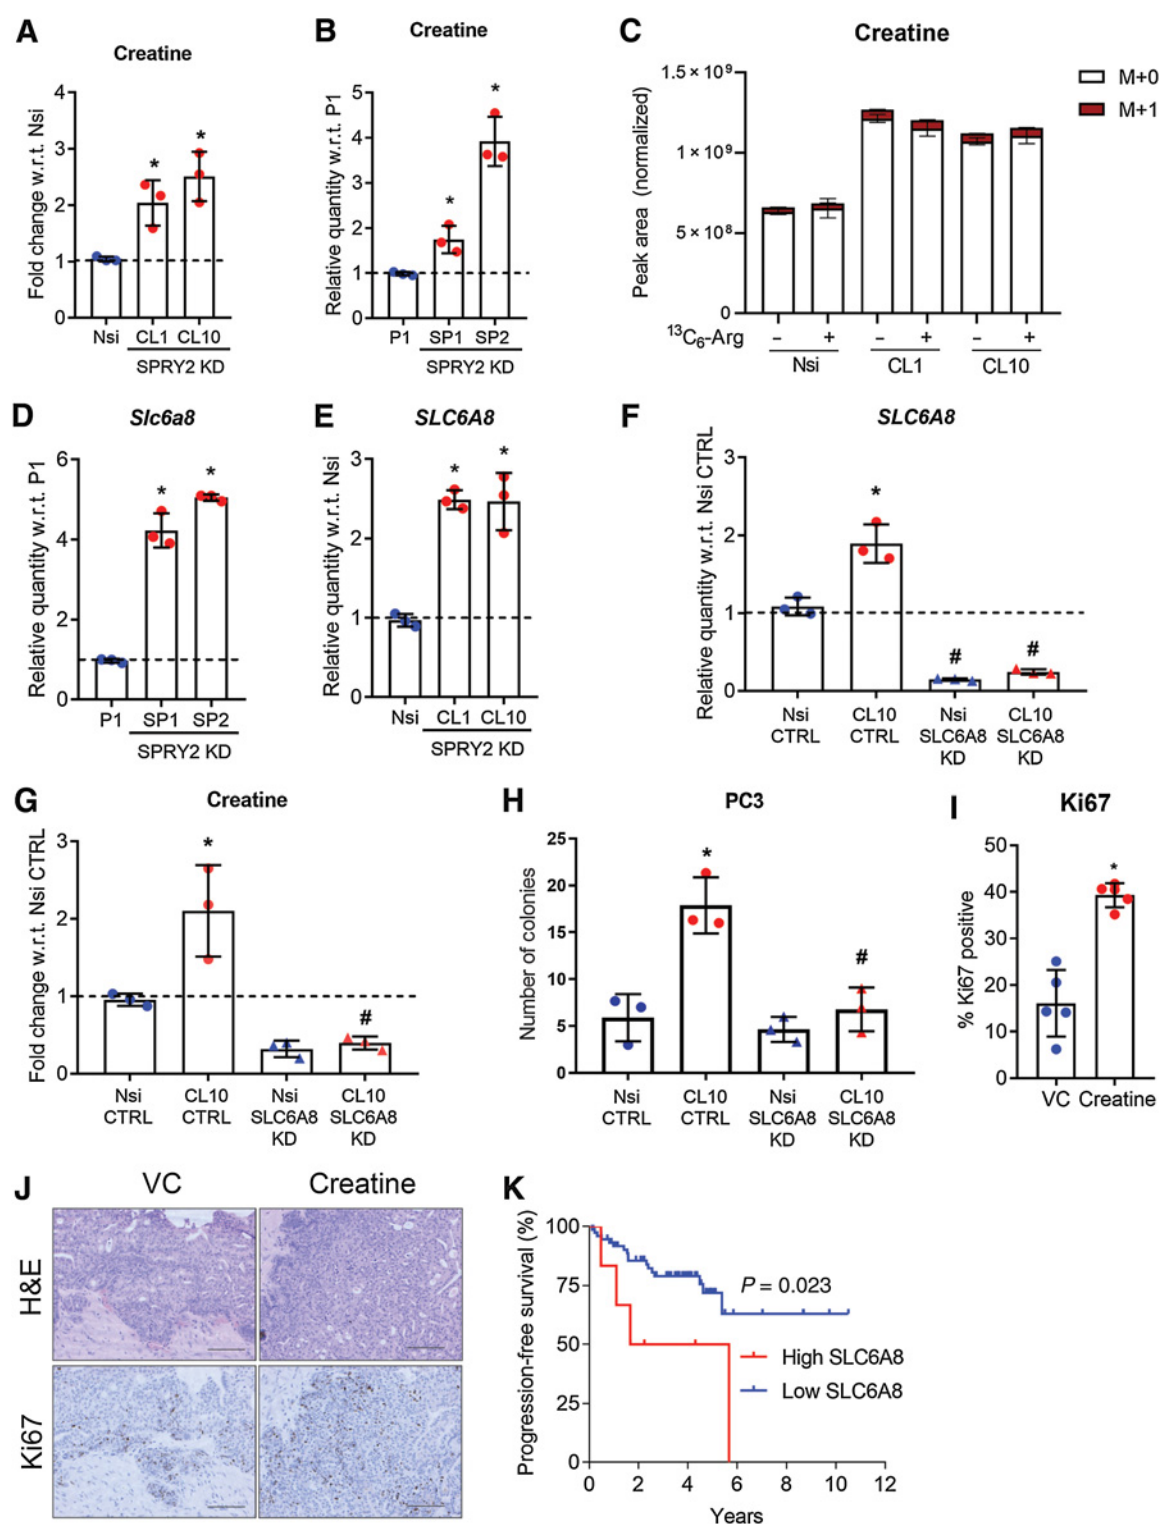 A
Creatine
Fold change w.r.t. Nsi
5
4
3
2
1
0
*
*
Nsi
CL1
CL10
SPRY2 KD
B
Creatine
Relative quantity w.r.t. P1
5
4
3
2
1
0
*
*
P1
SP1
SP2
SPRY2 KD
C
Creatine
Peak area (normalized)
1.5 × 10⁹
1 × 10⁹
5 × 10⁸
0
M+0
M+1
¹³C₆-Arg
- + - + - +
Nsi
CL1
CL10
D
Slc6a8
Relative quantity w.r.t. P1
6
4
2
0
*
*
P1
SP1
SP2
SPRY2 KD
E
SLC6A8
Relative quantity w.r.t. Nsi
3
2
1
0
*
*
Nsi
CL1
CL10
SPRY2 KD
F
SLC6A8
Relative quantity w.r.t. Nsi CTRL
3
2
1
0
*
#
#
Nsi CTRL
CL10 CTRL
Nsi SLC6A8 KD
CL10 SLC6A8 KD
G
Creatine
Fold change w.r.t. Nsi CTRL
3
2
1
0
*
#
Nsi CTRL
CL10 CTRL
Nsi SLC6A8 KD
CL10 SLC6A8 KD
H
PC3
Number of colonies
25
20
15
10
5
0
*
#
Nsi CTRL
CL10 CTRL
Nsi SLC6A8 KD
CL10 SLC6A8 KD
I
Ki67
% Ki67 positive
50
40
30
20
10
0
*
VC
Creatine
J
VC
Creatine
H&E
Ki67
K
Progression-free survival (%)
100
75
50
25
0
P = 0.023
High SLC6A8
Low SLC6A8
0 2 4 6 8 10 12
Years